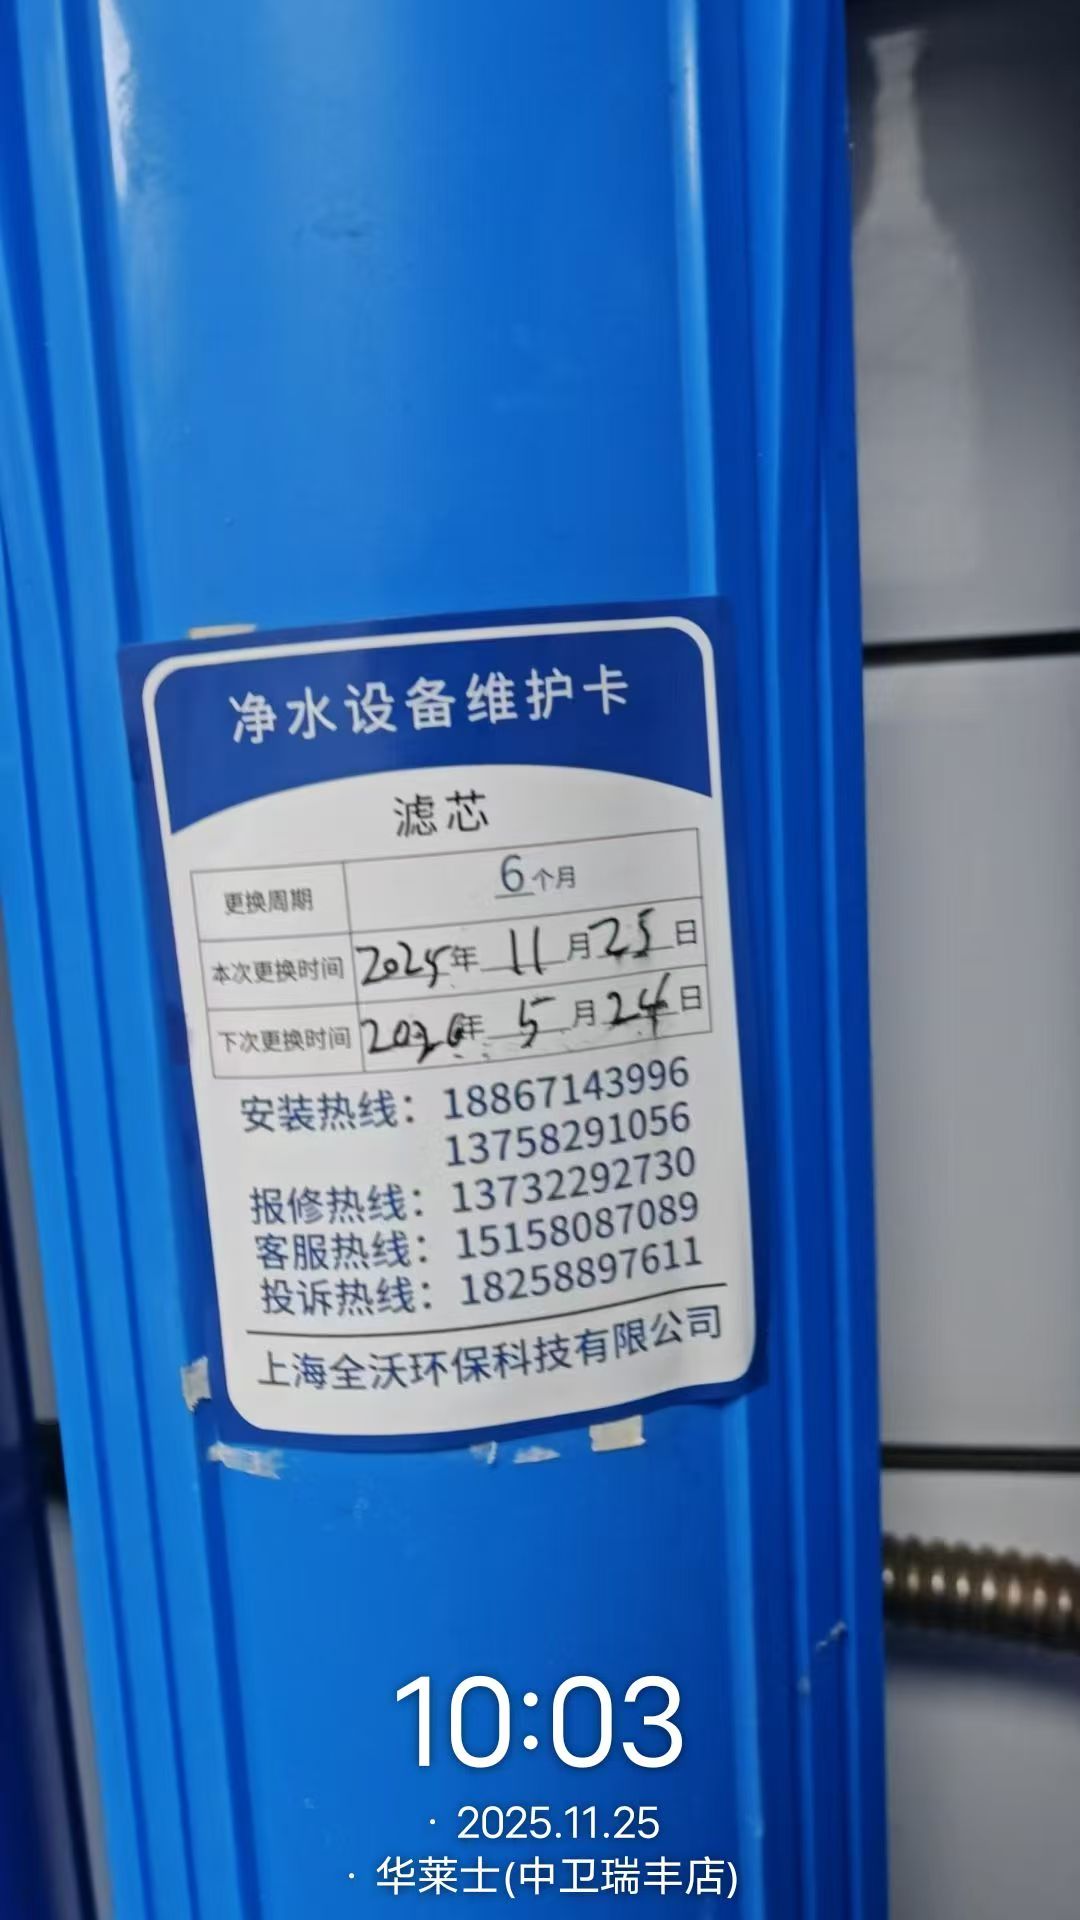 净水设备维护卡
滤芯
更换周期 6个月
本次更换时间 2025年11月25日
下次更换时间 2026年5月24日
安装热线：18867143996
13758291056
报修热线：13732292730
客服热线：15158087089
投诉热线：18258897611
上海全沃环保科技有限公司
10:03
· 2025.11.25
· 华莱士(中卫瑞丰店)